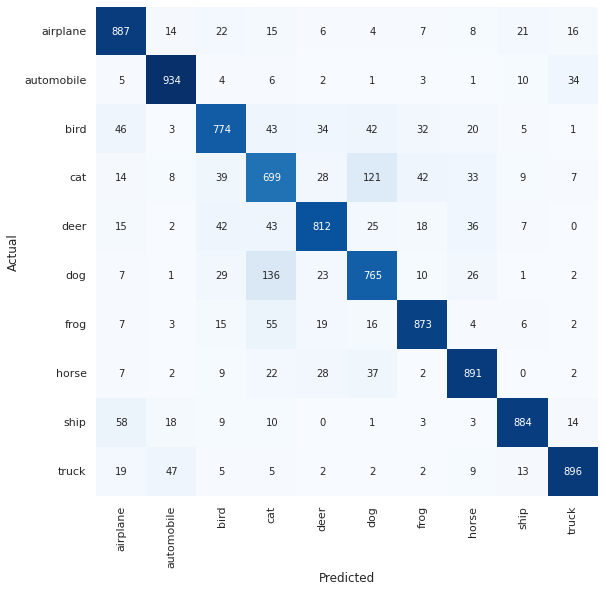 Actual
airplane 887 14 22 15 6 4 7 8 21 16
automobile 5 934 4 6 2 1 3 1 10 34
bird 46 3 774 43 34 42 32 20 5 1
cat 14 8 39 699 28 121 42 33 9 7
deer 15 2 42 43 812 25 18 36 7 0
dog 7 1 29 136 23 765 10 26 1 2
frog 7 3 15 55 19 16 873 4 6 2
horse 7 2 9 22 28 37 2 891 0 2
ship 58 18 9 10 0 1 3 3 884 14
truck 19 47 5 5 2 2 2 9 13 896
airplane automobile bird cat deer dog frog horse ship truck
Predicted